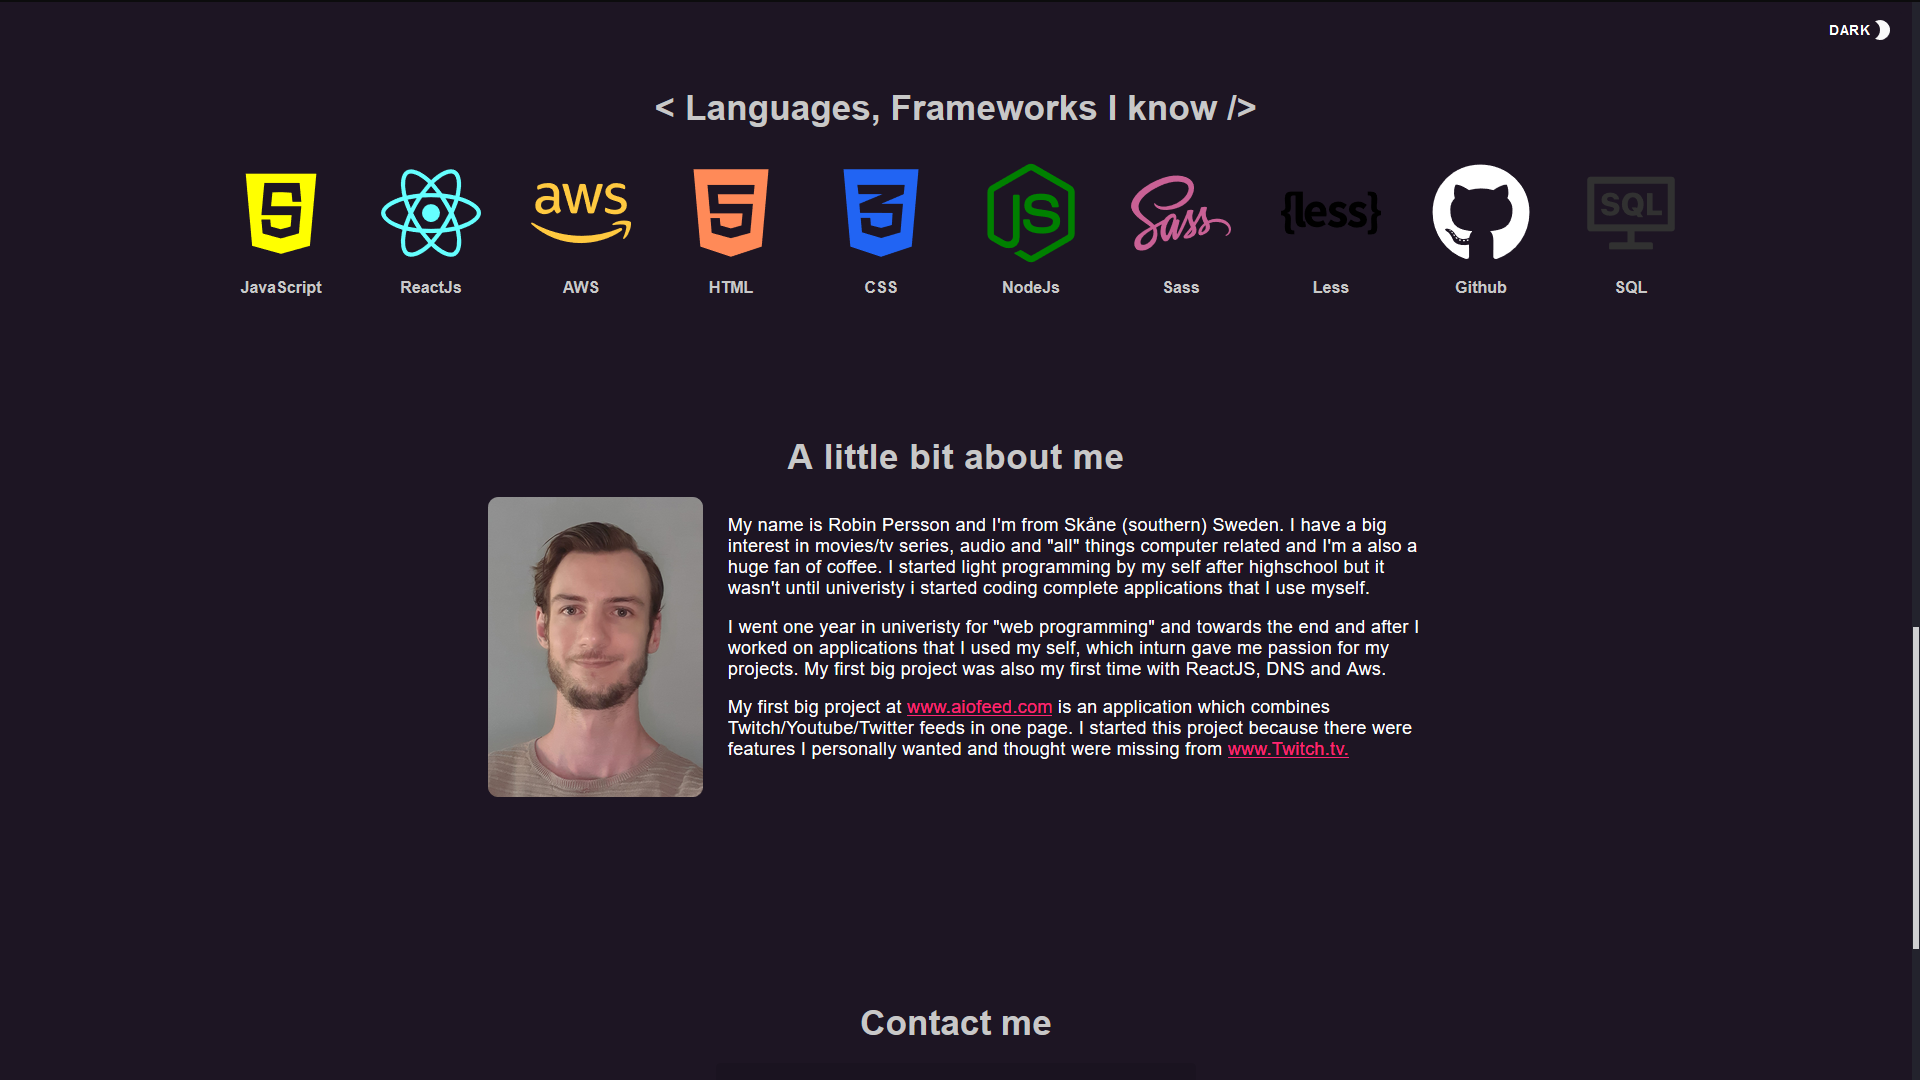 DARK
< Languages, Frameworks I know />
aws
JS
Sass
{less}
SQL
JavaScript
ReactJs
AWS
HTML
CSS
NodeJs
Sass
Less
Github
SQL
A little bit about me
My name is Robin Persson and I'm from Skåne (southern) Sweden. I have a big
interest in movies/tv series, audio and "all" things computer related and I'm a also a
huge fan of coffee. I started light programming by my self after highschool but it
wasn't until univeristy i started coding complete applications that I use myself.
I went one year in univeristy for "web programming" and towards the end and after I
worked on applications that I used my self, which inturn gave me passion for my
projects. My first big project was also my first time with ReactJS, DNS and Aws.
My first big project at www.aiofeed.com is an application which combines
Twitch/Youtube/Twitter feeds in one page. I started this project because there were
features I personally wanted and thought were missing from www.Twitch.tv.
Contact me